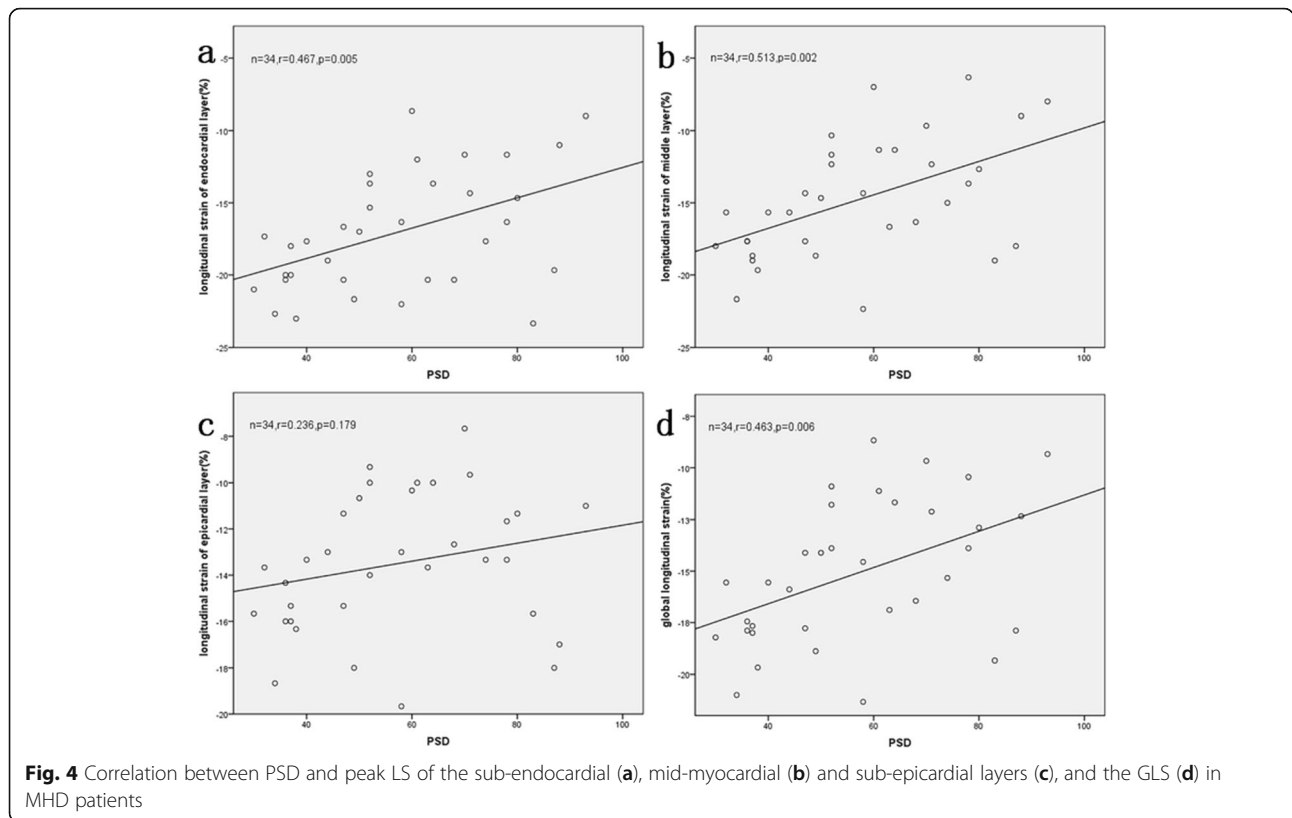 a
n=34,r=0.467,p=0.005
longitudinal strain of endocardial layer(%)
-5
-10
-15
-20
-25
40 60 80 100
PSD
b
n=34,r=0.513,p=0.002
longitudinal strain of middle layer(%)
-5
-10
-15
-20
-25
40 60 80 100
PSD
c
n=34,r=0.236,p=0.179
longitudinal strain of epicardial layer(%)
-8
-10
-12
-14
-16
-18
-20
40 60 80 100
PSD
d
n=34,r=0.463,p=0.006
global longitudinal strain(%)
-8
-10
-13
-15
-18
-20
40 60 80 100
PSD
Fig. 4 Correlation between PSD and peak LS of the sub-endocardial (a), mid-myocardial (b) and sub-epicardial layers (c), and the GLS (d) in
MHD patients